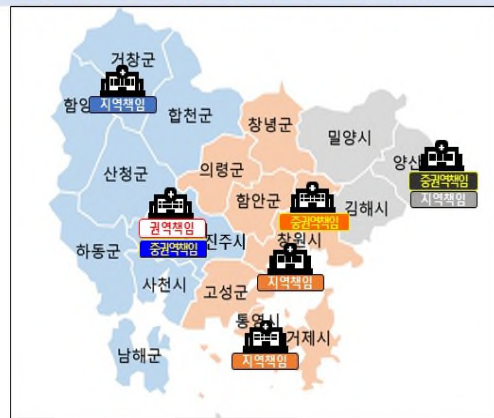 거창군
함양
지역책임
합천군
창녕군
밀양시
양산
중권역책임
지역책임
산청군
의령군
함안군
김해시
권역책임
중권역책임
진주시
중권역책임
창원시
하동군
사천시
고성군
지역책임
통영시
거제시
남해군
지역책임